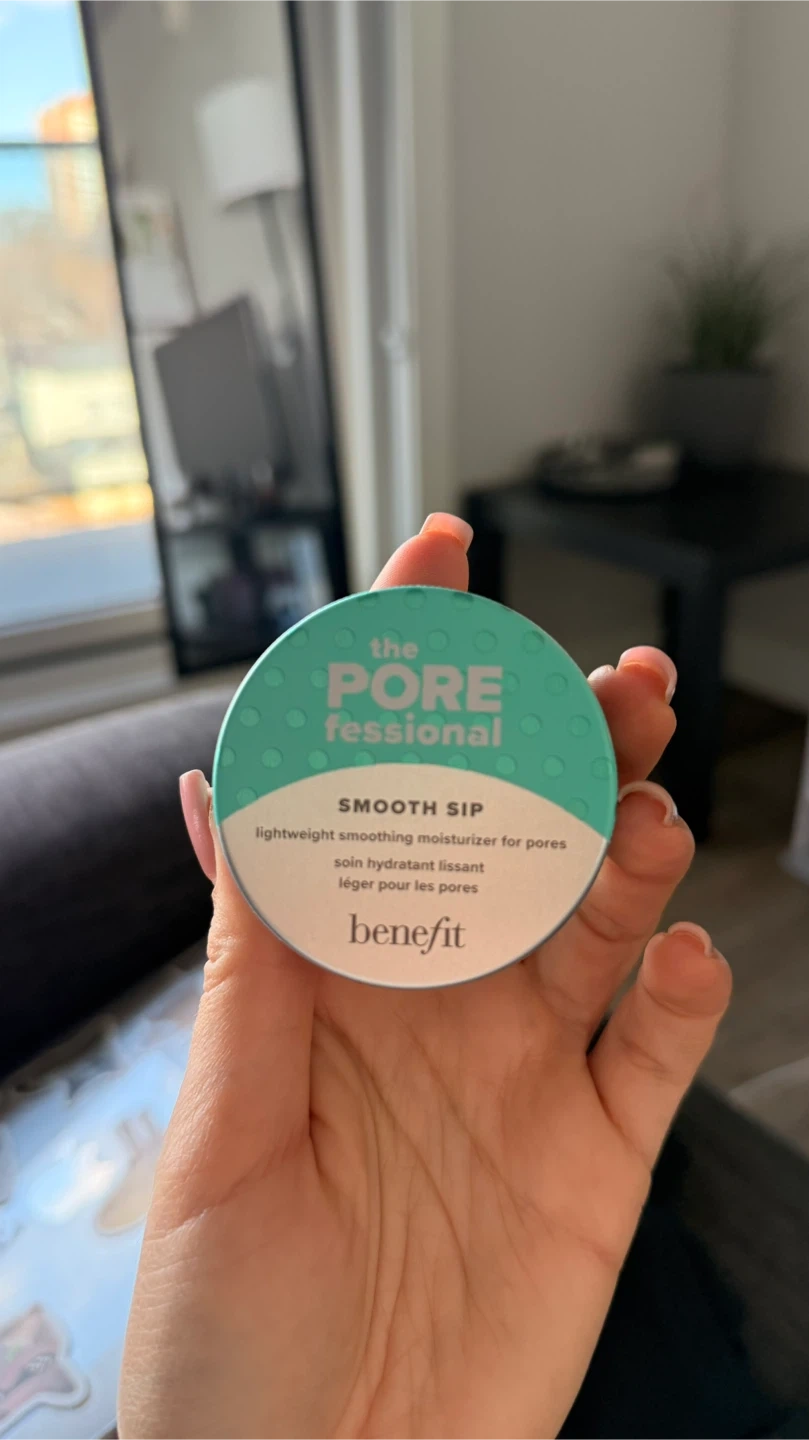 the
PORE
fessional
SMOOTH SIP
lightweight smoothing moisturizer for pores
soin hydratant lissant
léger pour les pores
benefit